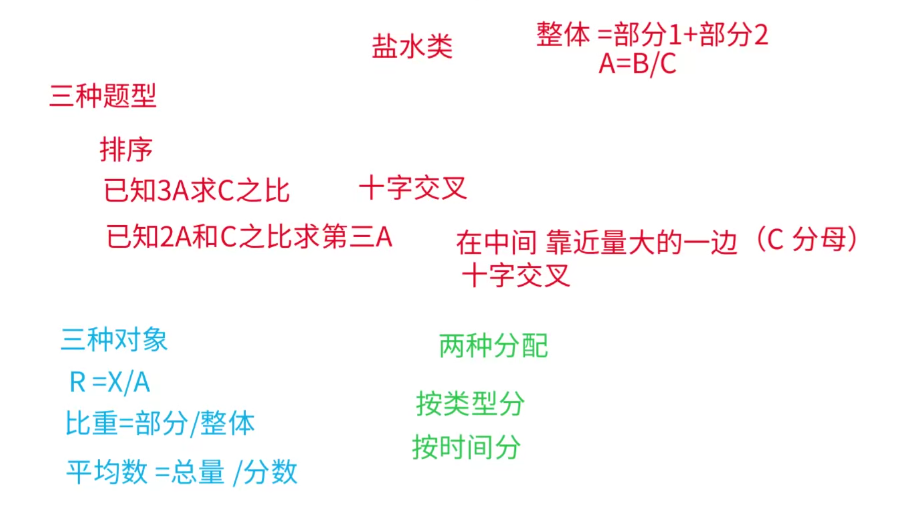 盐水类
整体 =部分1+部分2
A=B/C
三种题型
排序
已知3A求C之比
十字交叉
已知2A和C之比求第三A
在中间 靠近量大的一边（C 分母）
十字交叉
三种对象
R =X/A
比重=部分/整体
平均数 =总量 /分数
两种分配
按类型分
按时间分